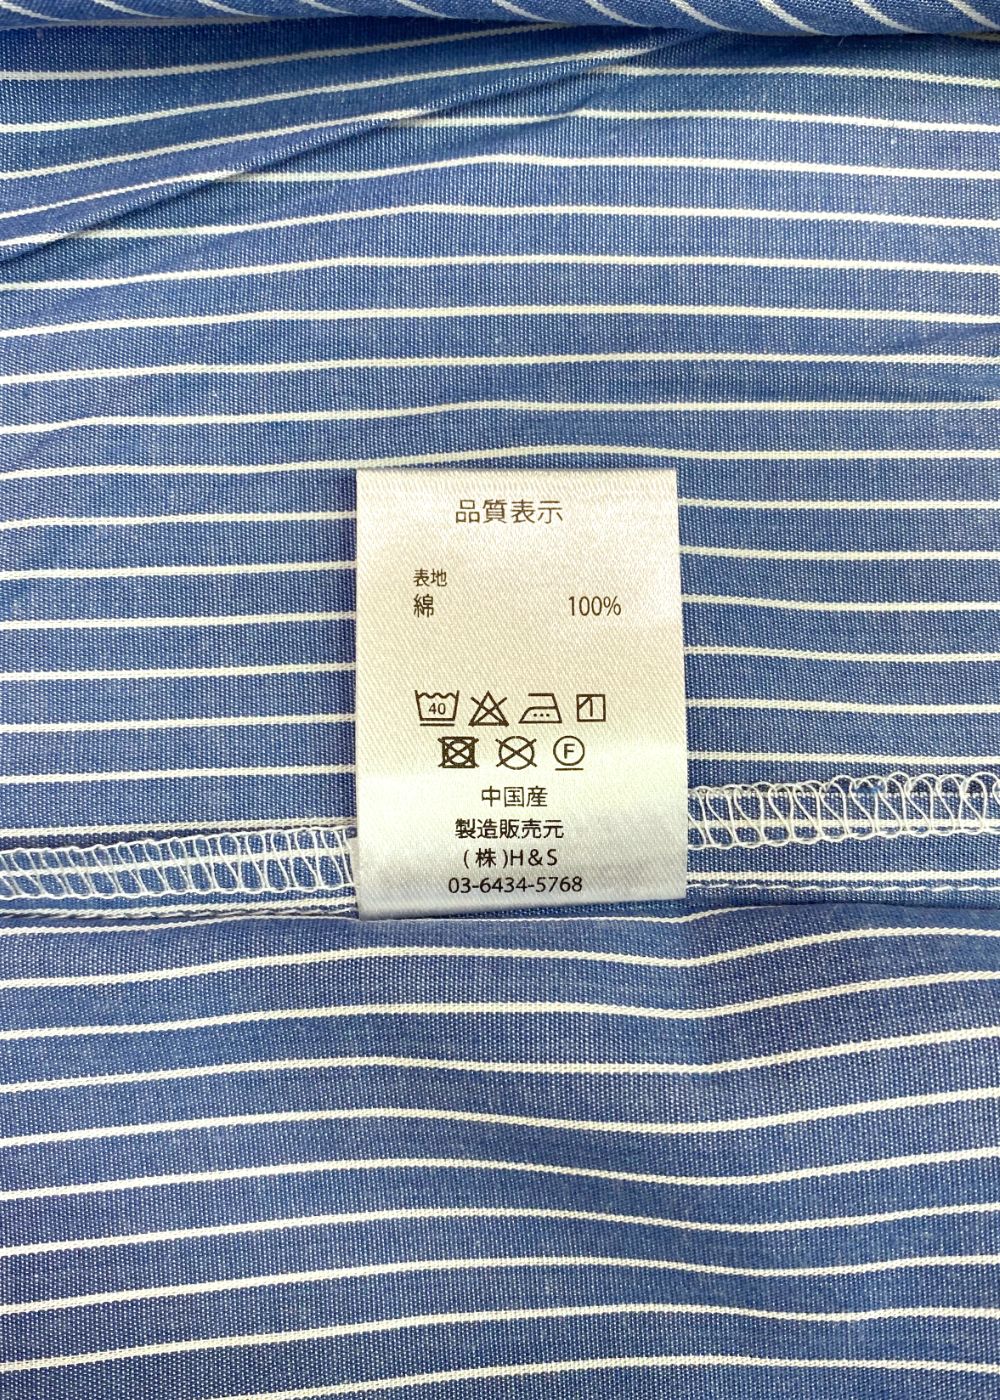 品質表示
表地
綿 100%
40
F
中国産
製造販売元
(株)H&S
03-6434-5768